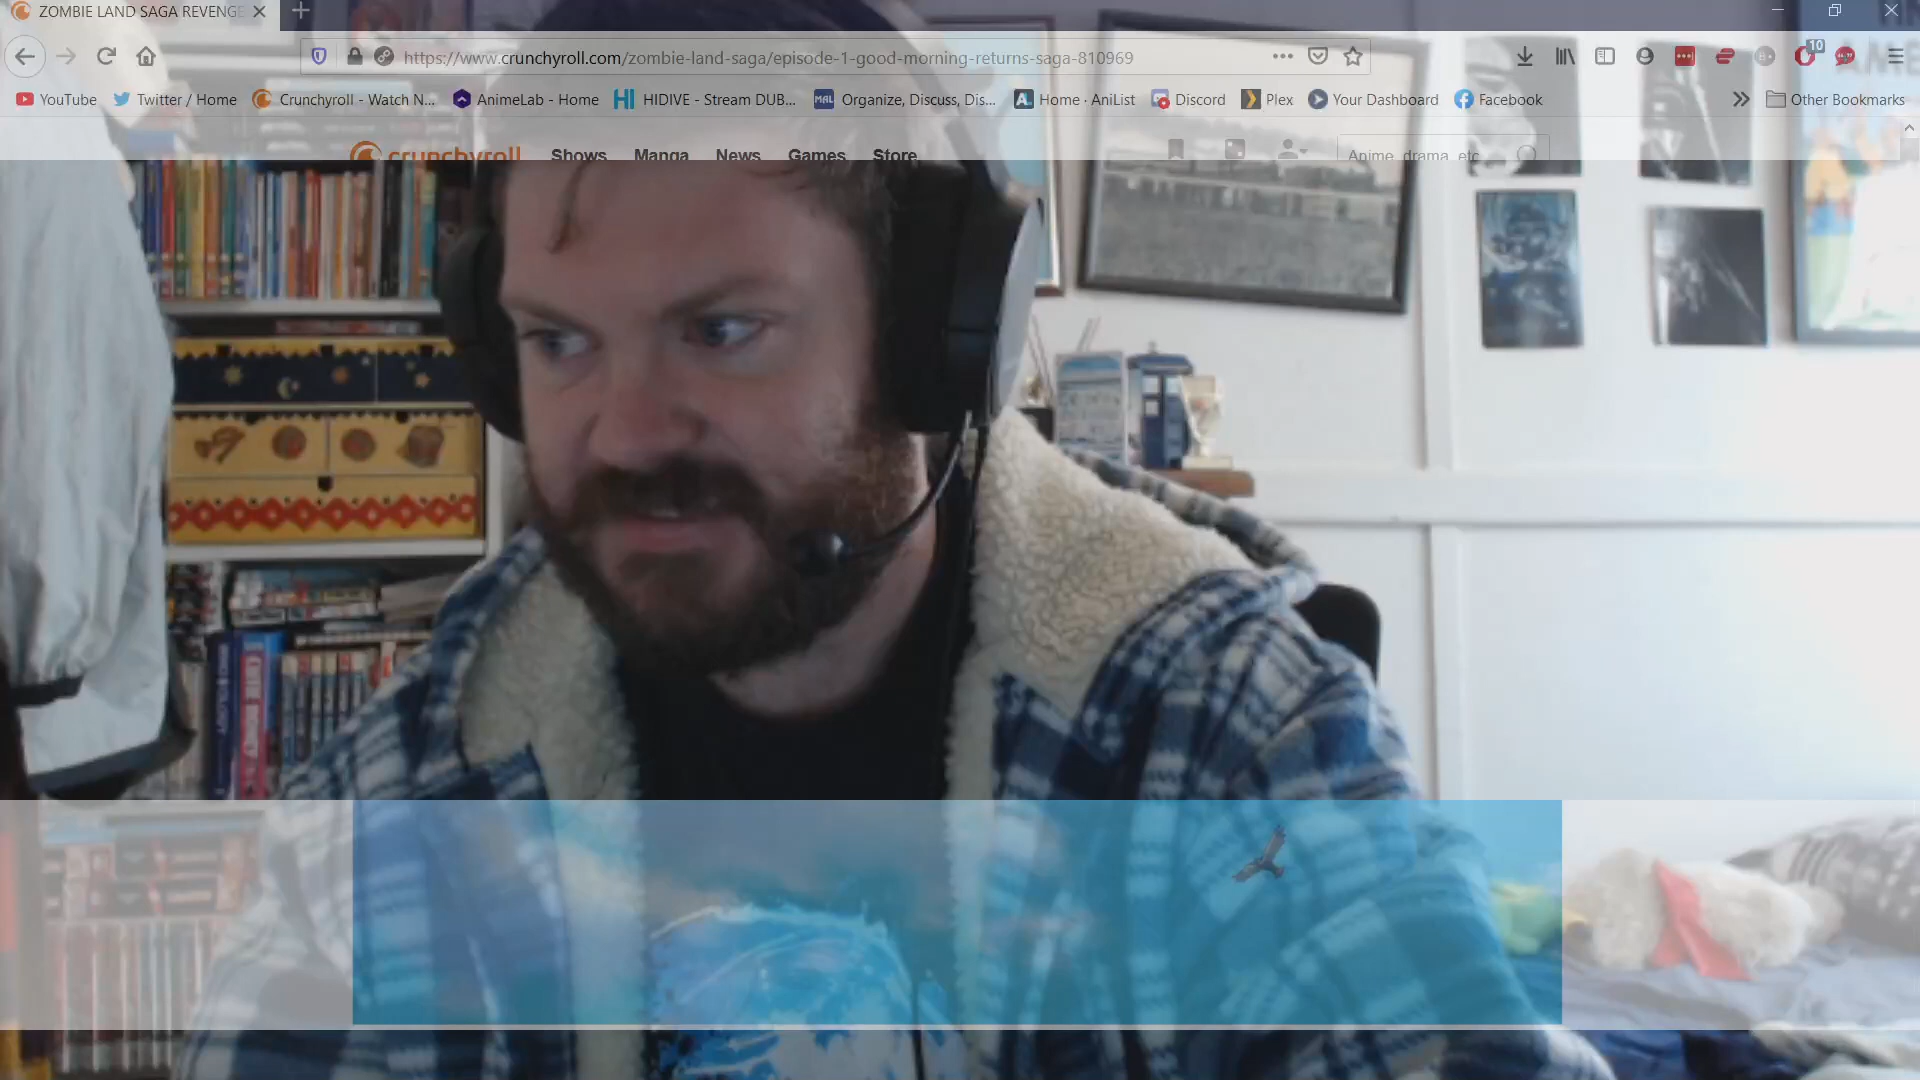 ZOMBIE LAND SAGA REVENGE
https://www.crunchyroll.com/zombie-land-saga/episode-1-good-morning-returns-saga-810969
10
YouTube Twitter / Home Crunchyroll - Watch N... AnimeLab - Home HIDIVE - Stream DUB... MAL Organize, Discuss, Dis... A. Home · AniList Discord Plex Your Dashboard Facebook Other Bookmarks
crunchyroll Shows Manga News Games Store Anime, drama, etc